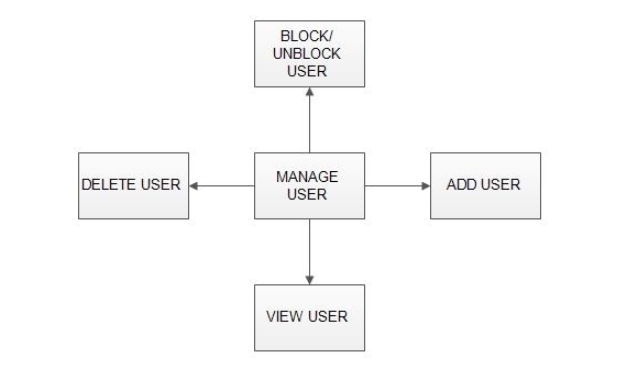 BLOCK/
UNBLOCK
USER
DELETE USER
MANAGE
USER
ADD USER
VIEW USER